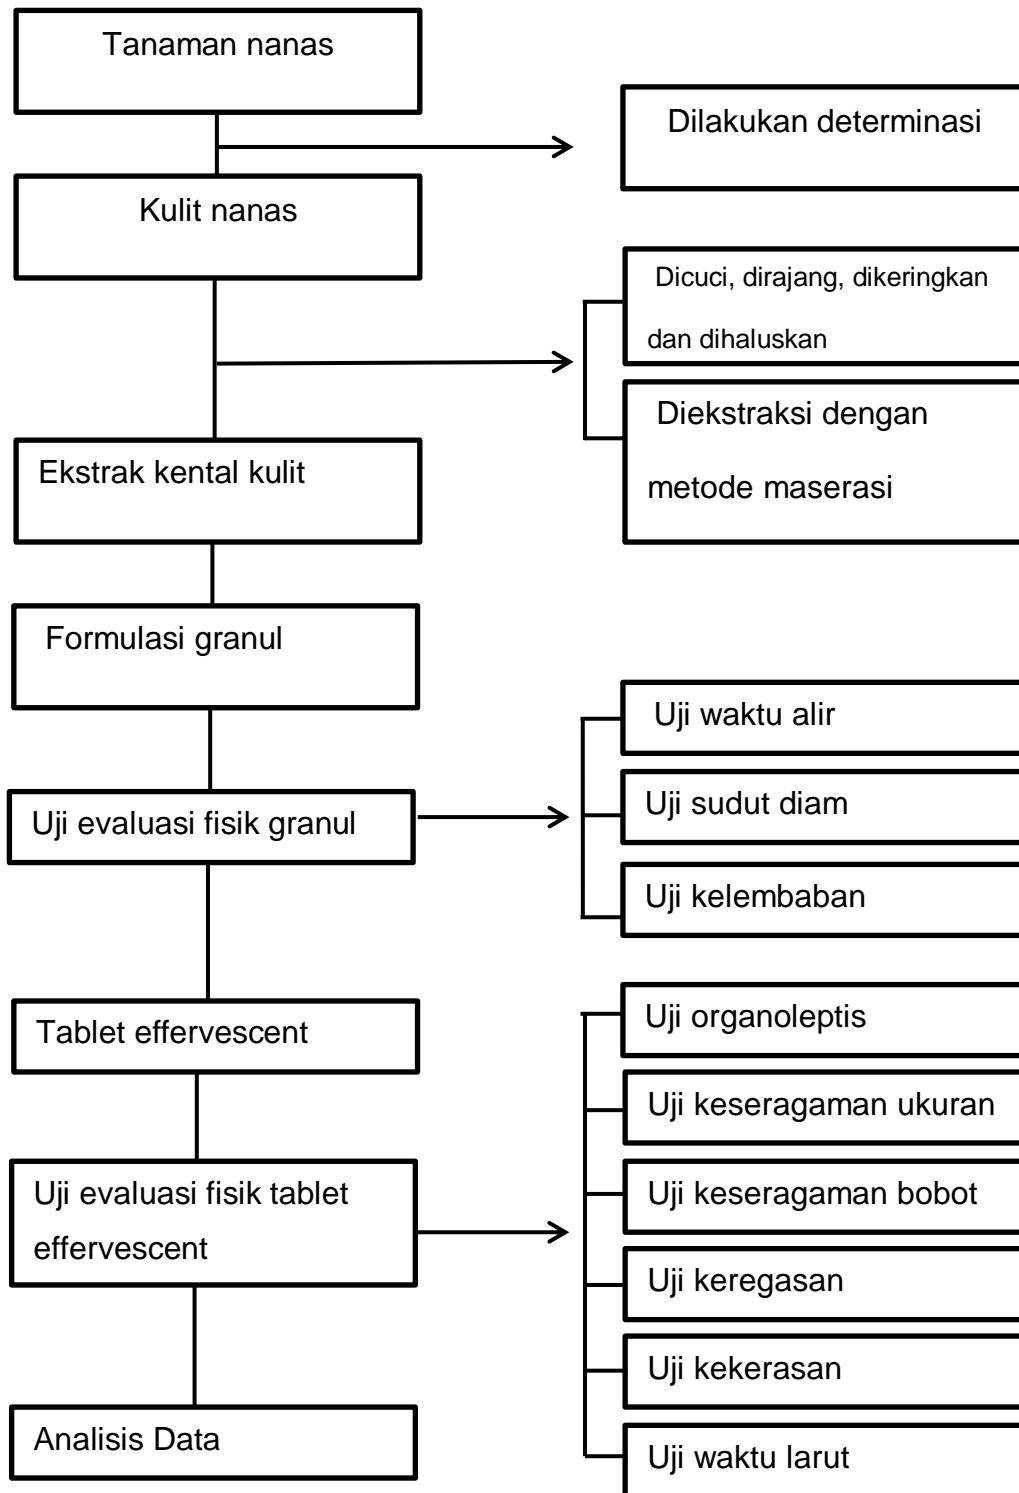 Tanaman nanas
Dilakukan determinasi
Kulit nanas
Dicuci, dirajang, dikeringkan
dan dihaluskan
Diekstraksi dengan
metode maserasi
Ekstrak kental kulit
Formulasi granul
Uji waktu alir
Uji evaluasi fisik granul
Uji sudut diam
Uji kelembaban
Tablet effervescent
Uji organoleptis
Uji keseragaman ukuran
Uji evaluasi fisik tablet
effervescent
Uji keseragaman bobot
Uji keregasan
Uji kekerasan
Analisis Data
Uji waktu larut